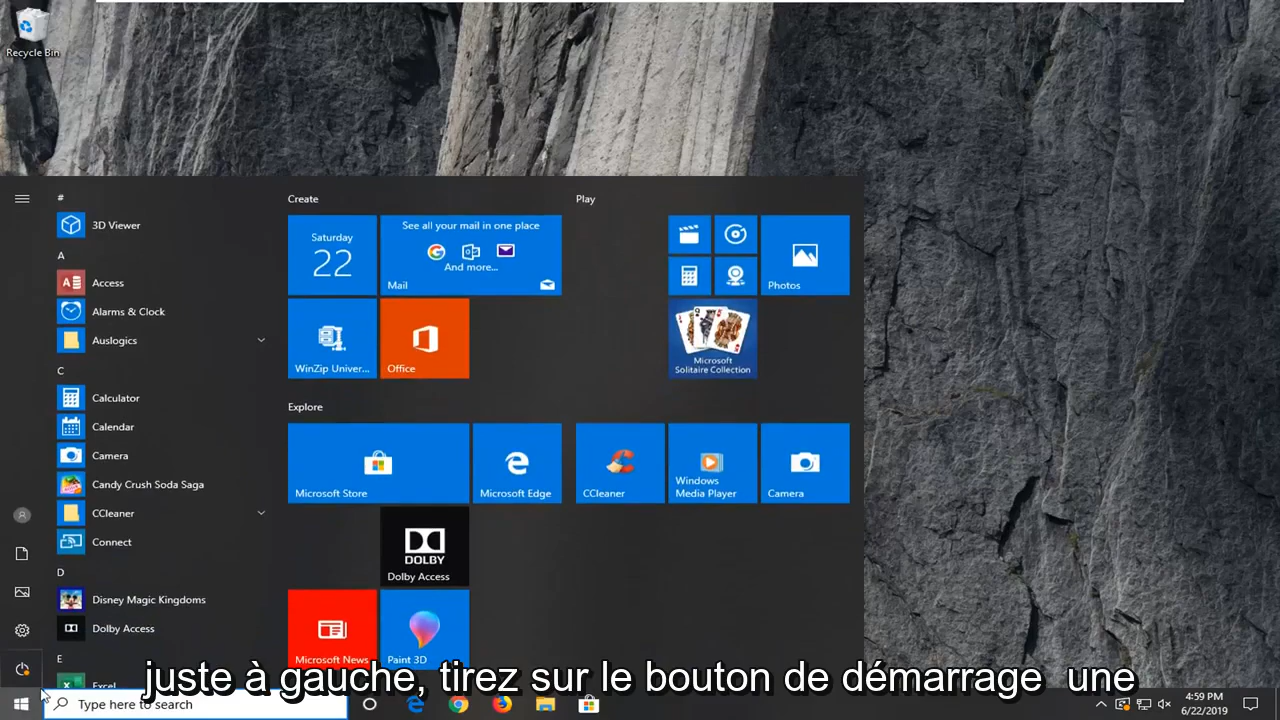 Recycle Bin
#
3D Viewer
A
Access
Alarms & Clock
Auslogics
C
Calculator
Calendar
Camera
Candy Crush Soda Saga
CCleaner
Connect
D
Disney Magic Kingdoms
Dolby Access
E
Excel
Create
Saturday
22
See all your mail in one place
And more...
Mail
WinZip Univer...
Office
Play
Photos
Microsoft
Solitaire Collection
Explore
Microsoft Store
Microsoft Edge
CCleaner
Windows
Media Player
Camera
DOLBY
Dolby Access
Microsoft News
Paint 3D
juste à gauche, tirez sur le bouton de démarrage une
Type here to search
4:59 PM
6/22/2019